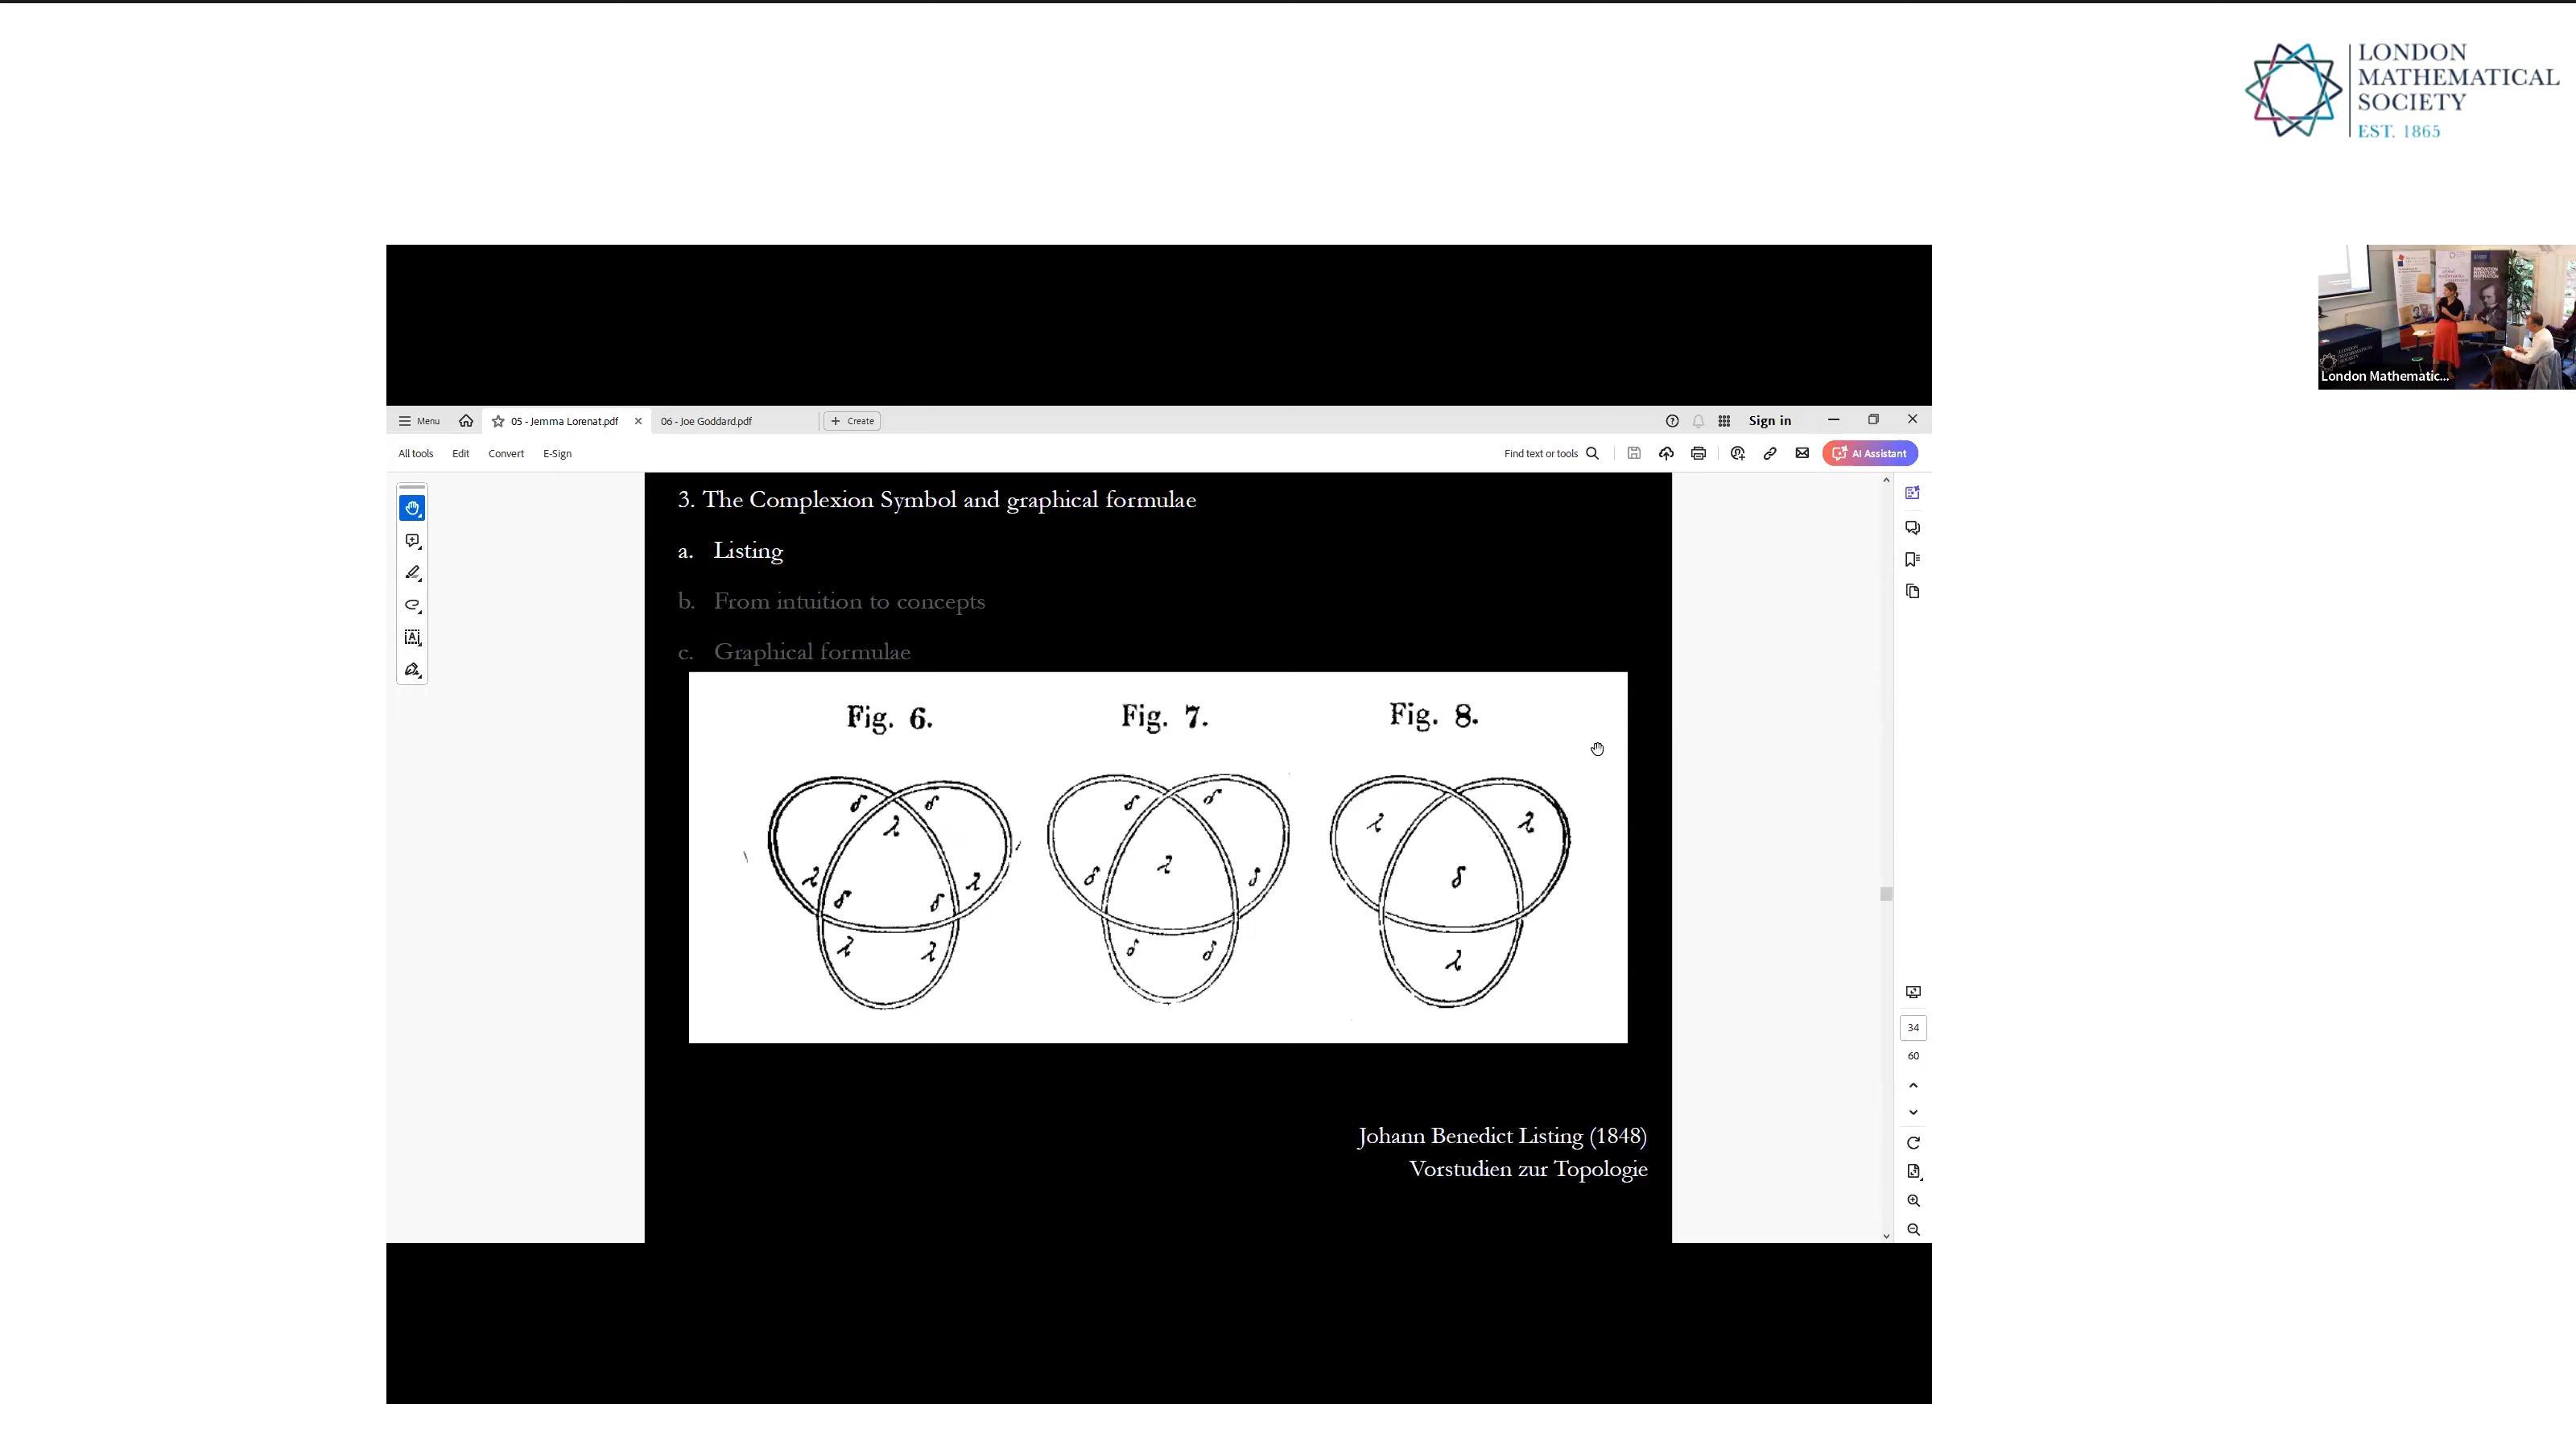 LONDON
MATHEMATICAL
SOCIETY
EST. 1865
London Mathematic...
Menu
05 - Jemma Lorenat.pdf
06 - Joe Goddard.pdf
Create
Sign in
All tools
Edit
Convert
E-Sign
Find text or tools
AI Assistant
3. The Complexion Symbol and graphical formulae
a. Listing
b. From intuition to concepts
c. Graphical formulae
Fig. 6.
Fig. 7.
Fig. 8.
δ δ
λ
λ λ
δ δ
λ λ
δ δ
λ
δ δ
δ δ
λ λ
δ
λ
Johann Benedict Listing (1848)
Vorstudien zur Topologie
34
60